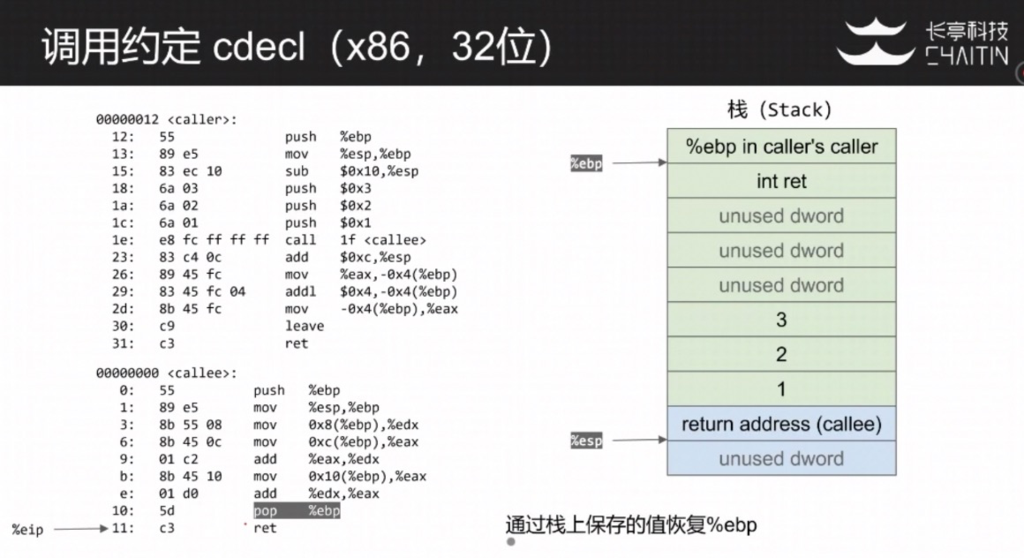 调用约定 cdecl（x86，32位）
长亭科技
CHAITIN
00000012 <caller>:
12: 55 push %ebp
13: 89 e5 mov %esp,%ebp
15: 83 ec 10 sub $0x10,%esp
18: 6a 03 push $0x3
1a: 6a 02 push $0x2
1c: 6a 01 push $0x1
1e: e8 fc ff ff ff call 1f <callee>
23: 83 c4 0c add $0xc,%esp
26: 89 45 fc mov %eax,-0x4(%ebp)
29: 83 45 fc 04 addl $0x4,-0x4(%ebp)
2d: 8b 45 fc mov -0x4(%ebp),%eax
30: c9 leave
31: c3 ret
00000000 <callee>:
0: 55 push %ebp
1: 89 e5 mov %esp,%ebp
3: 8b 55 08 mov 0x8(%ebp),%edx
6: 8b 45 0c mov 0xc(%ebp),%eax
9: 01 c2 add %eax,%edx
b: 8b 45 10 mov 0x10(%ebp),%eax
e: 01 d0 add %edx,%eax
10: 5d pop %ebp
%eip 11: c3 ret
栈（Stack）
%ebp in caller's caller
%ebp
int ret
unused dword
unused dword
unused dword
3
2
1
return address (callee)
%esp
unused dword
通过栈上保存的值恢复%ebp